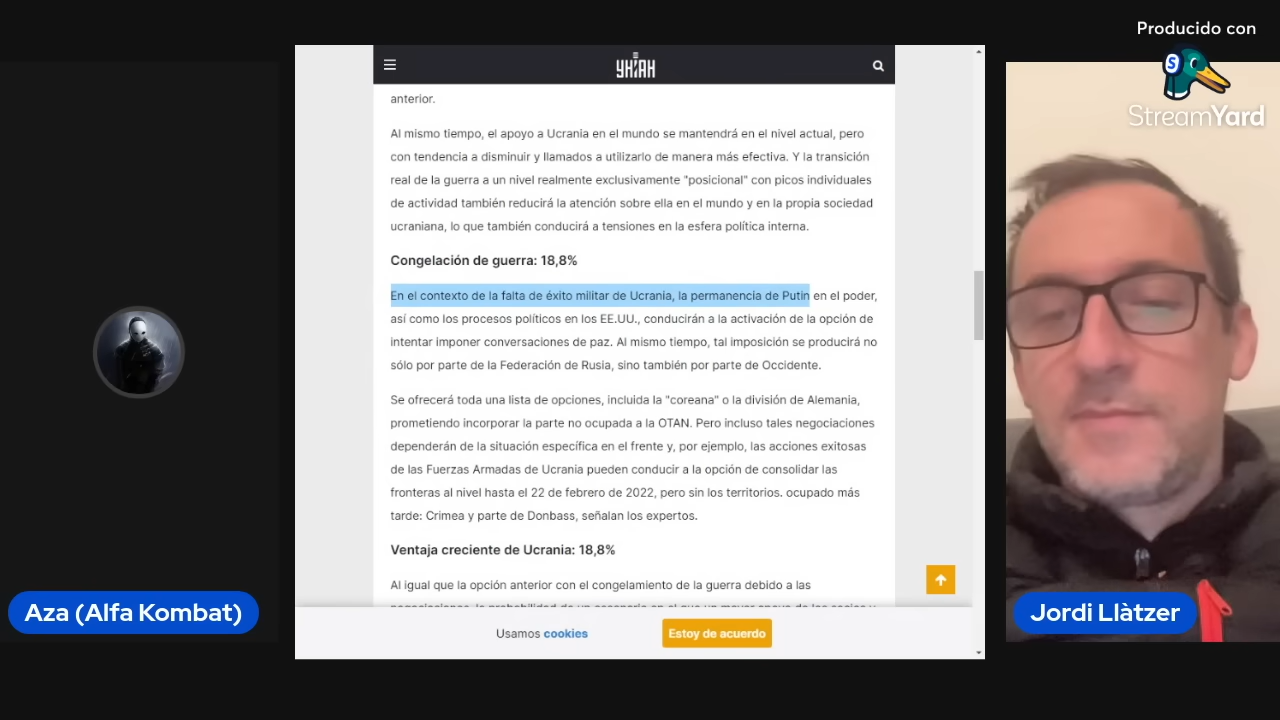 Producido con
StreamYard
S
УНІАН
anterior.
Al mismo tiempo, el apoyo a Ucrania en el mundo se mantendrá en el nivel actual, pero
con tendencia a disminuir y llamados a utilizarlo de manera más efectiva. Y la transición
real de la guerra a un nivel realmente exclusivamente "posicional" con picos individuales
de actividad también reducirá la atención sobre ella en el mundo y en la propia sociedad
ucraniana, lo que también conducirá a tensiones en la esfera política interna.
Congelación de guerra: 18,8%
En el contexto de la falta de éxito militar de Ucrania, la permanencia de Putin en el poder,
así como los procesos políticos en los EE.UU., conducirán a la activación de la opción de
intentar imponer conversaciones de paz. Al mismo tiempo, tal imposición se producirá no
sólo por parte de la Federación de Rusia, sino también por parte de Occidente.
Se ofrecerá toda una lista de opciones, incluida la "coreana" o la división de Alemania,
prometiendo incorporar la parte no ocupada a la OTAN. Pero incluso tales negociaciones
dependerán de la situación específica en el frente y, por ejemplo, las acciones exitosas
de las Fuerzas Armadas de Ucrania pueden conducir a la opción de consolidar las
fronteras al nivel hasta el 22 de febrero de 2022, pero sin los territorios. ocupado más
tarde: Crimea y parte de Donbass, señalan los expertos.
Ventaja creciente de Ucrania: 18,8%
Al igual que la opción anterior con el congelamiento de la guerra debido a las
Usamos cookies
Estoy de acuerdo
Aza (Alfa Kombat)
Jordi Llàtzer